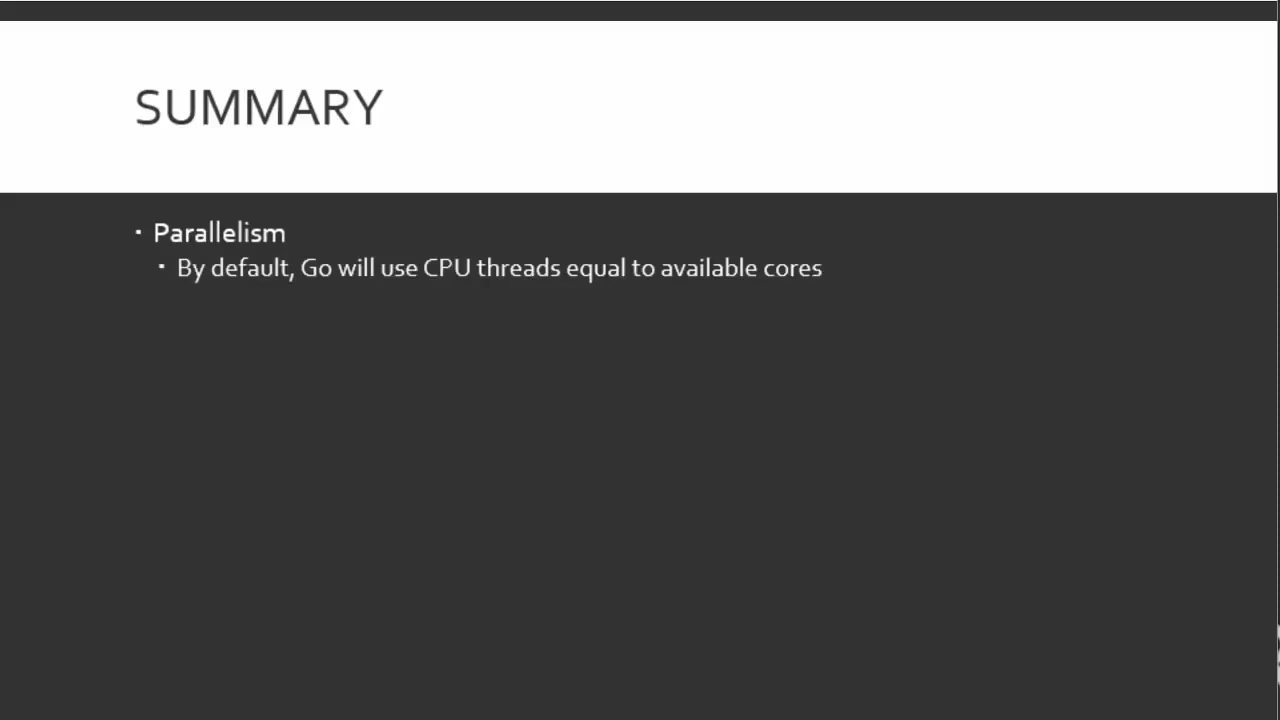 SUMMARY
▪ Parallelism
▪ By default, Go will use CPU threads equal to available cores